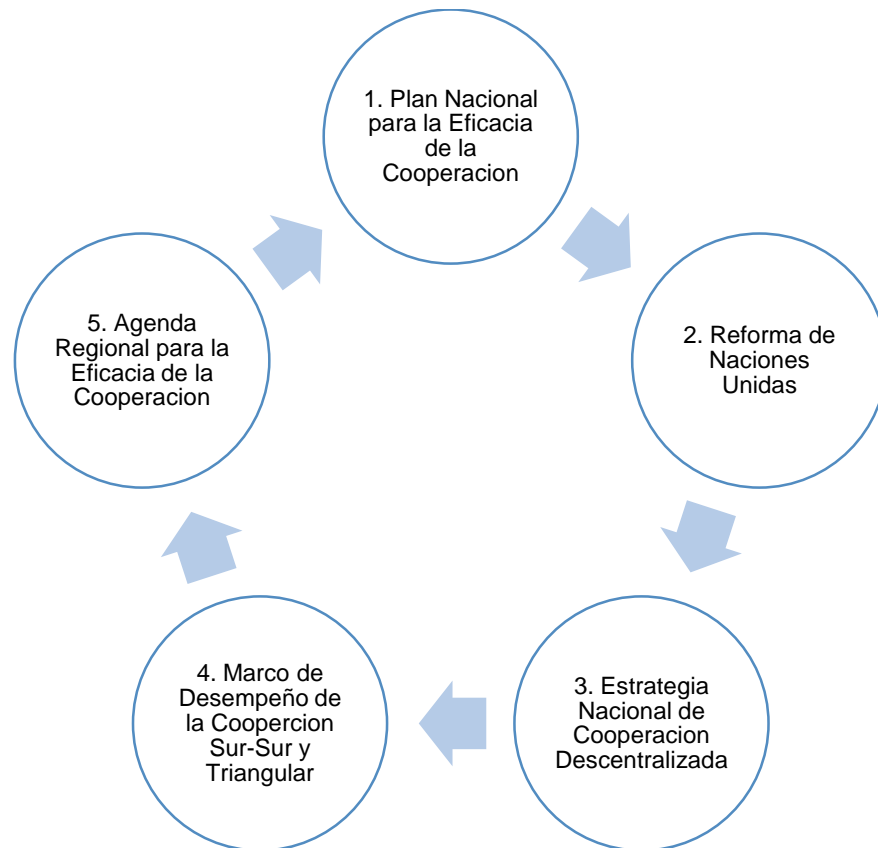 1. Plan Nacional
para la Eficacia
de la
Cooperacion
2. Reforma de
Naciones
Unidas
3. Estrategia
Nacional de
Cooperacion
Descentralizada
4. Marco de
Desempeño de
la Coopercion
Sur-Sur y
Triangular
5. Agenda
Regional para la
Eficacia de la
Cooperacion